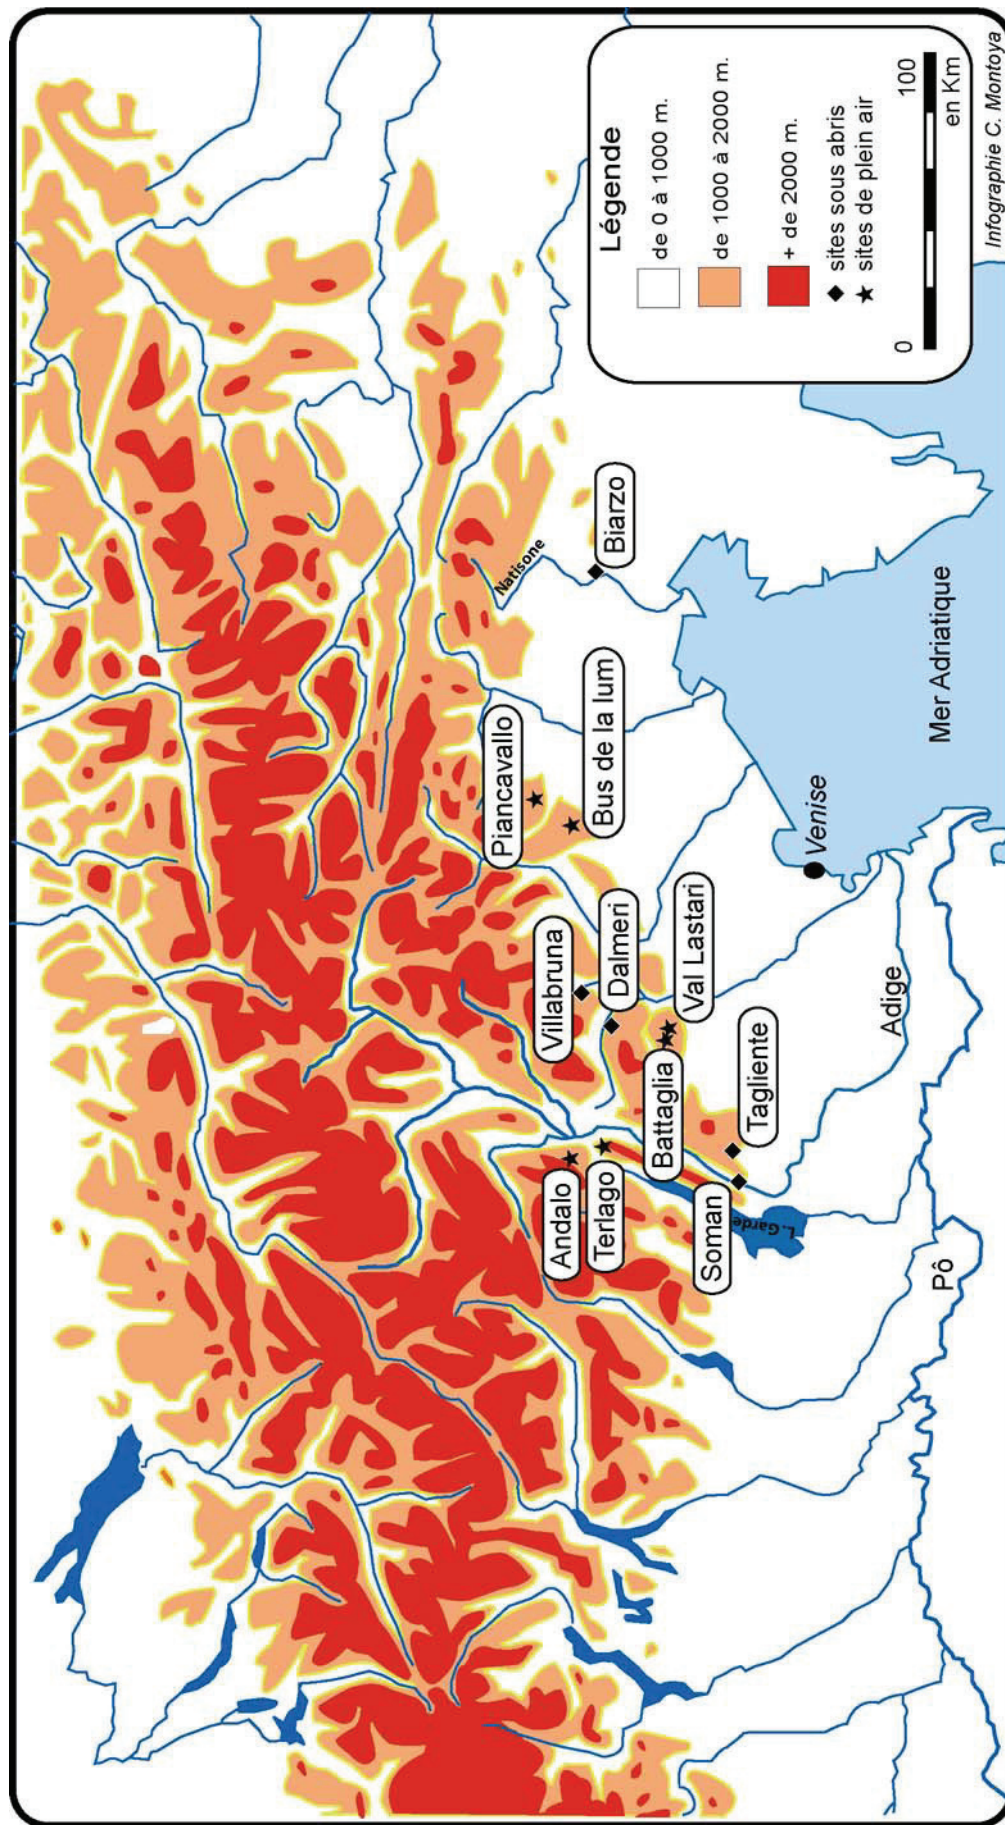 Piancavallo
Bus de la lum
Natisone
Biarzo
Villabruna
Dalmeri
Val Lastari
Andalo
Terlago
Battaglia
Tagliente
Soman
L. Garde
Venise
Mer Adriatique
Adige
Pô
Légende
de 0 à 1000 m.
de 1000 à 2000 m.
+ de 2000 m.
sites sous abris
sites de plein air
0 100
en Km
Infographie C. Montoya